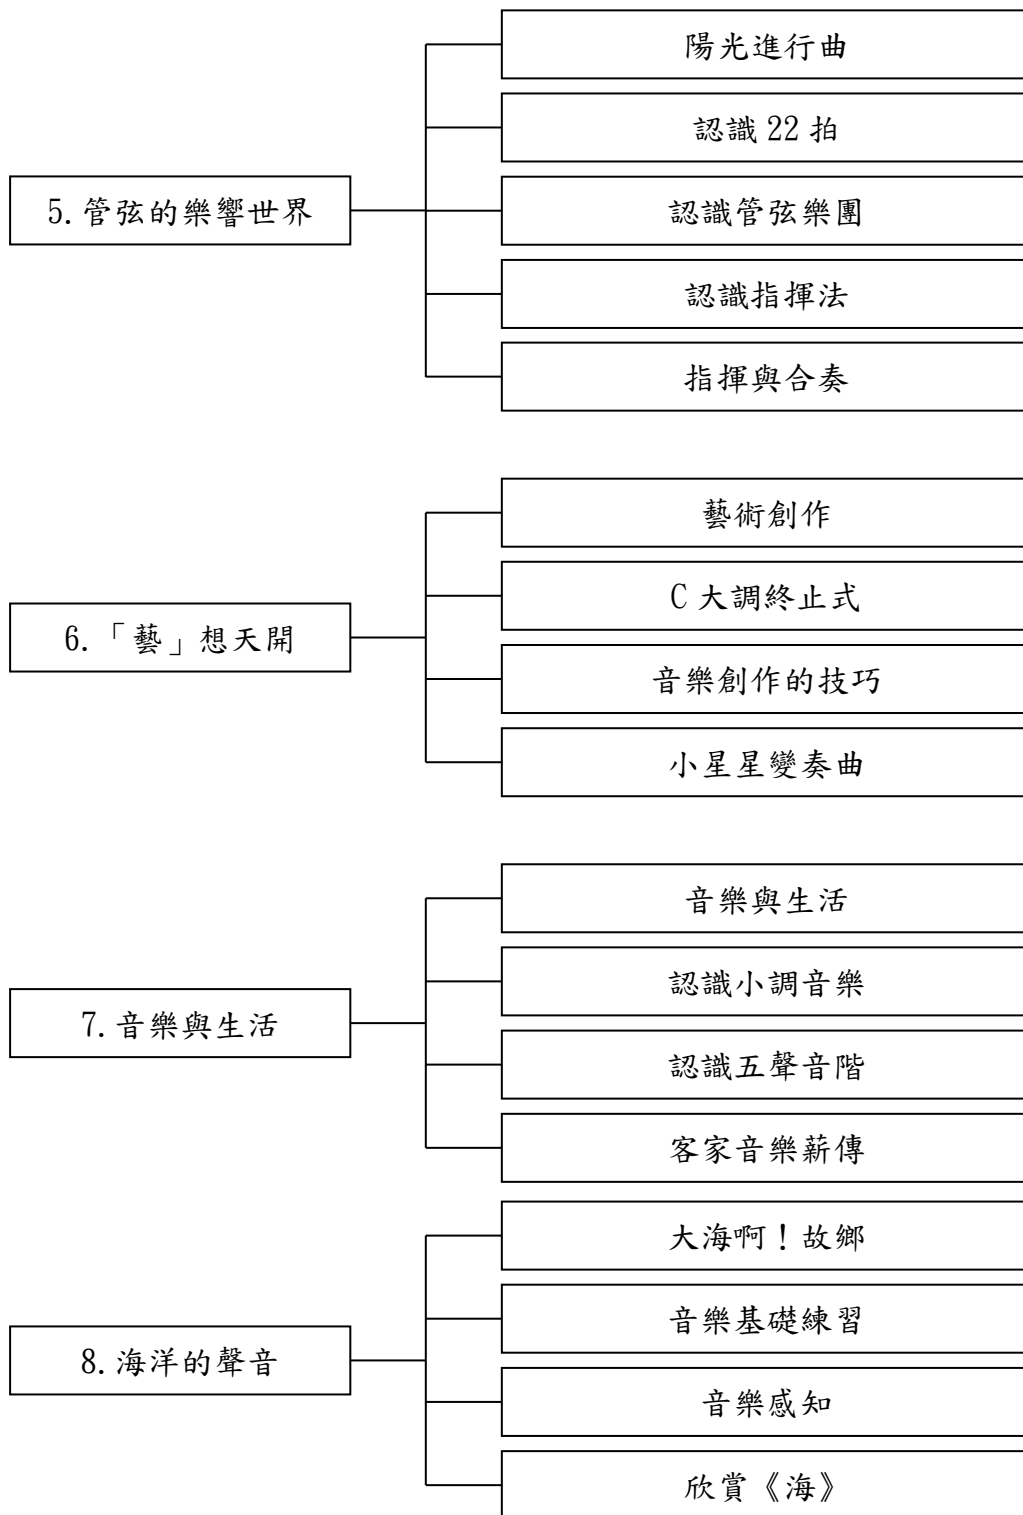 5.管弦的樂響世界
陽光進行曲
認識 22 拍
認識管弦樂團
認識指揮法
指揮與合奏
6.「藝」想天開
藝術創作
C 大調終止式
音樂創作的技巧
小星星變奏曲
7.音樂與生活
音樂與生活
認識小調音樂
認識五聲音階
客家音樂薪傳
8.海洋的聲音
大海啊！故鄉
音樂基礎練習
音樂感知
欣賞《海》